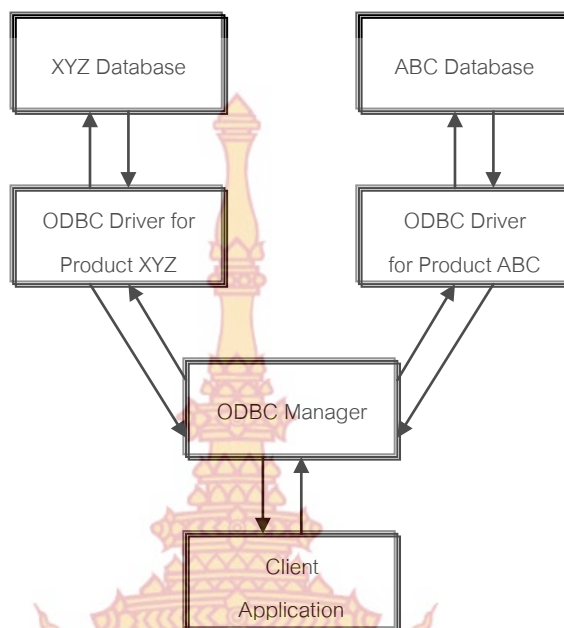 XYZ Database
ABC Database
ODBC Driver for
Product XYZ
ODBC Driver
for Product ABC
ODBC Manager
Client
Application